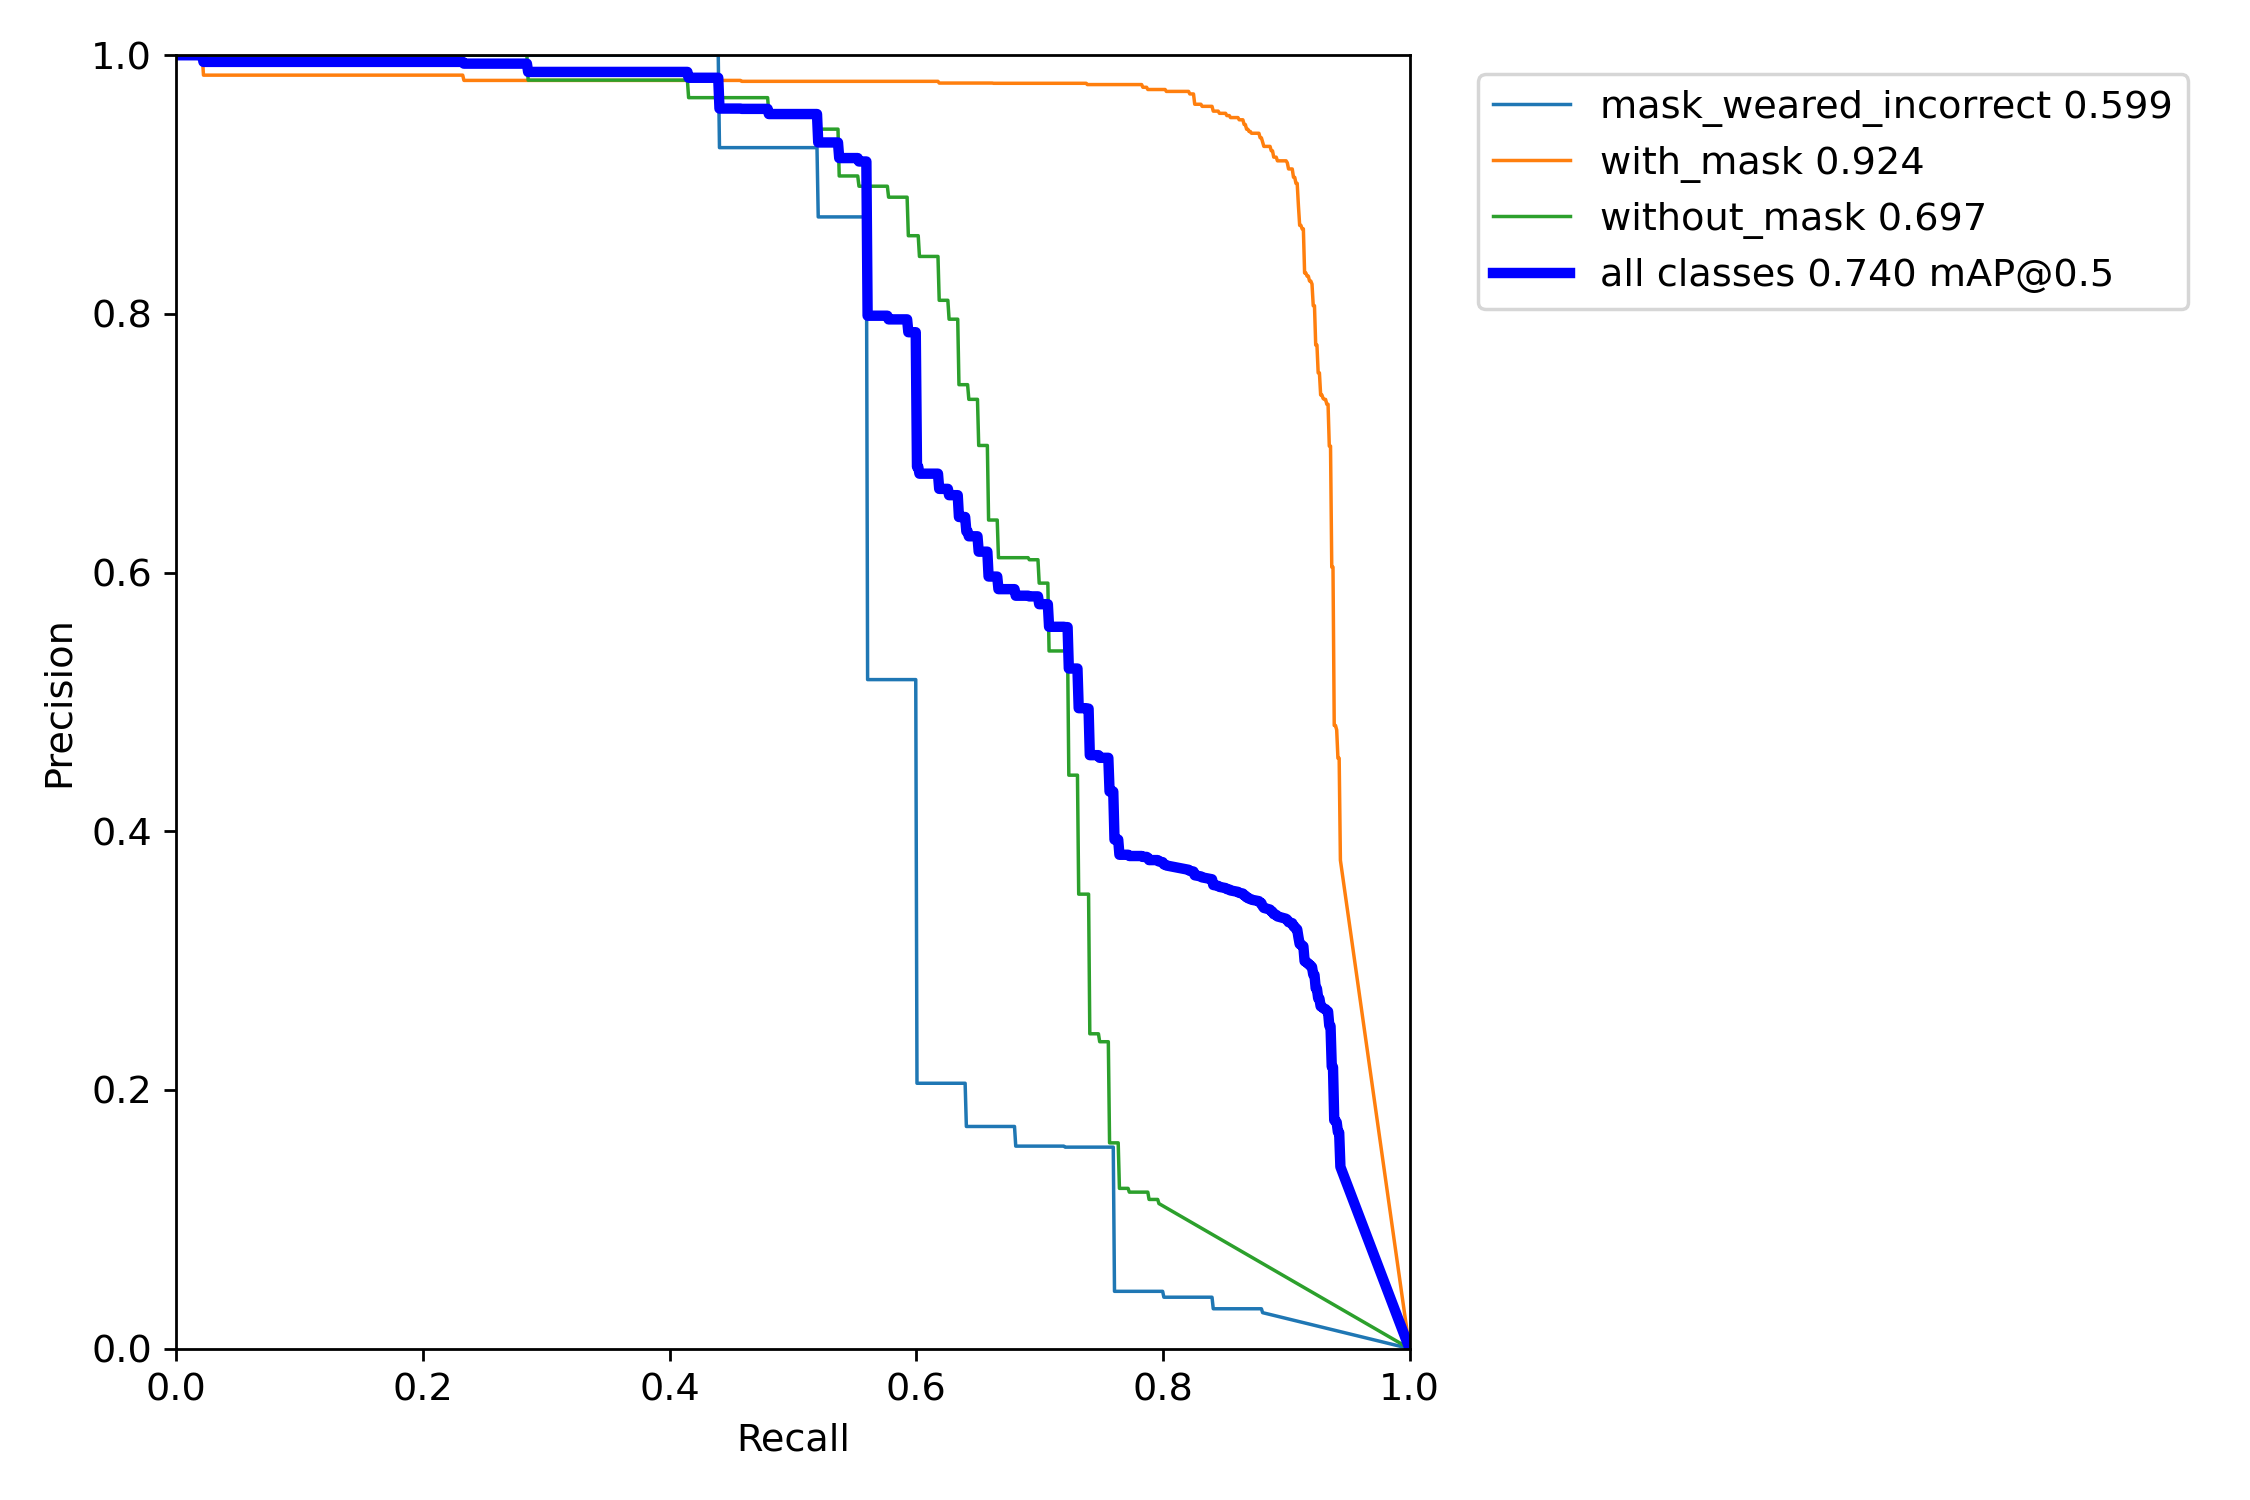 1.0
0.8
0.6
0.4
0.2
0.0
Precision
0.0 0.2 0.4 0.6 0.8 1.0
Recall
mask_weared_incorrect 0.599
with_mask 0.924
without_mask 0.697
all classes 0.740 mAP@0.5